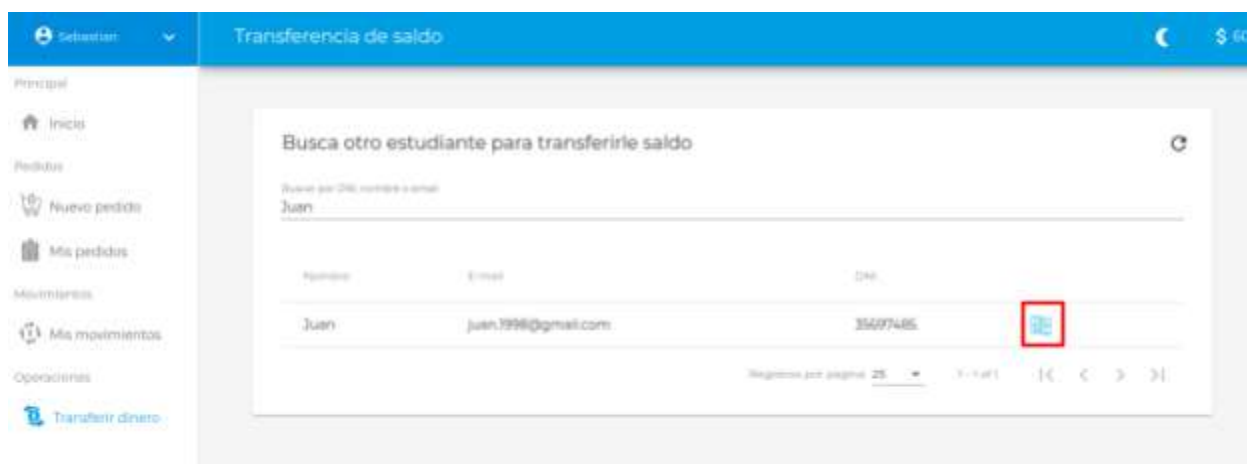 Sebastian
Transferencia de saldo
$ 60
Principal
Inicio
Pedidos
Nuevo pedido
Mis pedidos
Movimientos
Mis movimientos
Operaciones
Transferir dinero
Busca otro estudiante para transferirle saldo
Buscar por DNI, nombre o email
Juan
Nombre E-mail DNI
Juan juan.1998@gmail.com 35697485
Registros por página 25 1 - 1 of 1